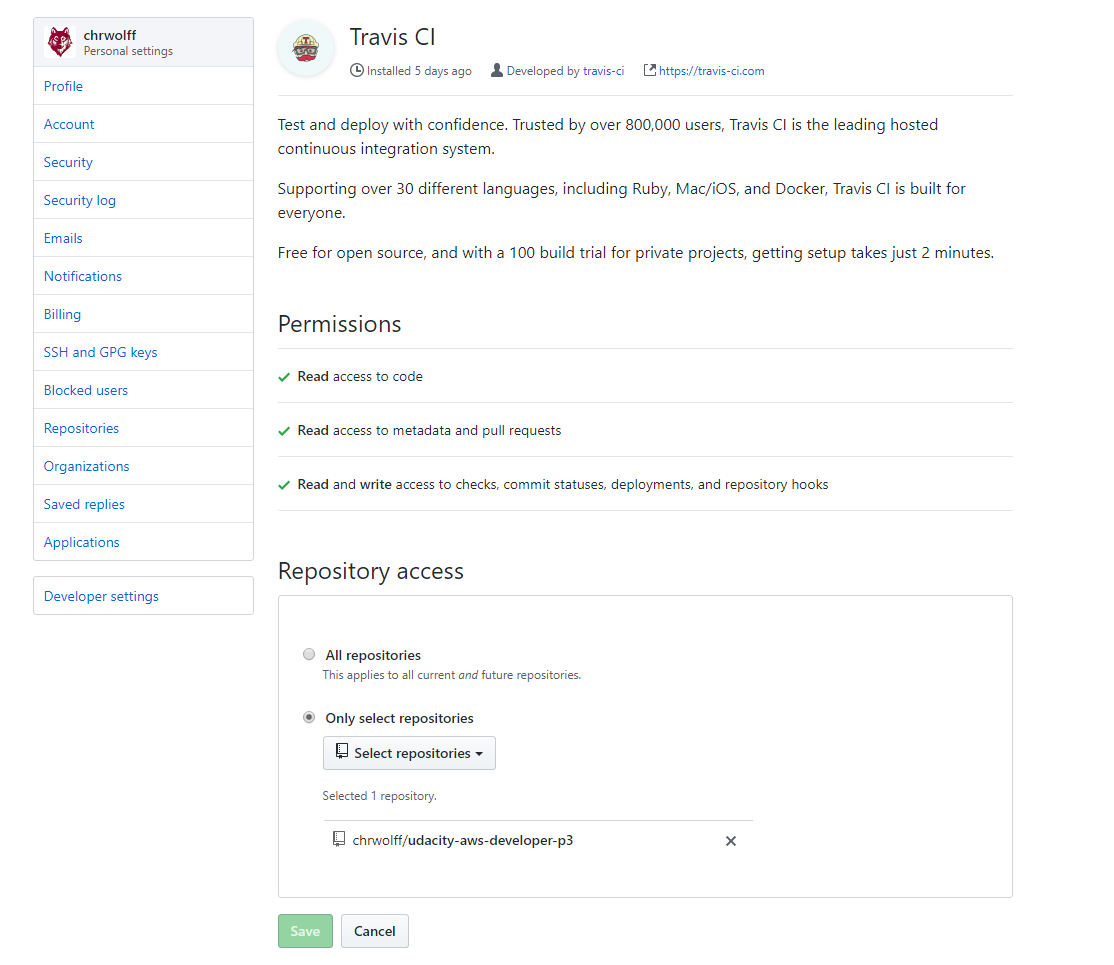 chrwolff
Personal settings
Profile
Account
Security
Security log
Emails
Notifications
Billing
SSH and GPG keys
Blocked users
Repositories
Organizations
Saved replies
Applications
Developer settings
Travis CI
Installed 5 days ago Developed by travis-ci https://travis-ci.com
Test and deploy with confidence. Trusted by over 800,000 users, Travis CI is the leading hosted
continuous integration system.
Supporting over 30 different languages, including Ruby, Mac/iOS, and Docker, Travis CI is built for
everyone.
Free for open source, and with a 100 build trial for private projects, getting setup takes just 2 minutes.
Permissions
Read access to code
Read access to metadata and pull requests
Read and write access to checks, commit statuses, deployments, and repository hooks
Repository access
All repositories
This applies to all current and future repositories.
Only select repositories
Select repositories
Selected 1 repository.
chrwolff/udacity-aws-developer-p3
Save Cancel